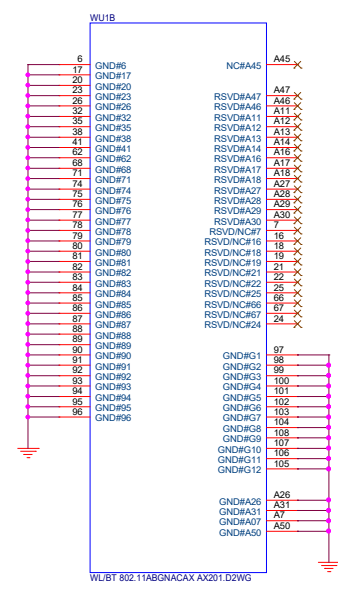 WU1B
6 GND#6
17 GND#17
20 GND#20
23 GND#23
26 GND#26
32 GND#32
35 GND#35
38 GND#38
41 GND#41
62 GND#62
68 GND#68
71 GND#71
74 GND#74
75 GND#75
76 GND#76
77 GND#77
78 GND#78
79 GND#79
80 GND#80
81 GND#81
82 GND#82
83 GND#83
84 GND#84
85 GND#85
86 GND#86
87 GND#87
88 GND#88
89 GND#89
90 GND#90
91 GND#91
92 GND#92
93 GND#93
94 GND#94
95 GND#95
96 GND#96
NC#A45 A45
RSVD#A47 A47
RSVD#A46 A46
RSVD#A11 A11
RSVD#A12 A12
RSVD#A13 A13
RSVD#A14 A14
RSVD#A16 A16
RSVD#A17 A17
RSVD#A18 A18
RSVD#A27 A27
RSVD#A28 A28
RSVD#A29 A29
RSVD#A30 A30
RSVD/NC#7 7
RSVD/NC#16 16
RSVD/NC#18 18
RSVD/NC#19 19
RSVD/NC#21 21
RSVD/NC#22 22
RSVD/NC#25 25
RSVD/NC#66 66
RSVD/NC#67 67
RSVD/NC#24 24
GND#G1 97
GND#G2 98
GND#G3 99
GND#G4 100
GND#G5 101
GND#G6 102
GND#G7 103
GND#G8 104
GND#G9 108
GND#G10 107
GND#G11 106
GND#G12 105
GND#A26 A26
GND#A31 A31
GND#A07 A7
GND#A50 A50
WL/BT 802.11ABGNACAX AX201.D2WG